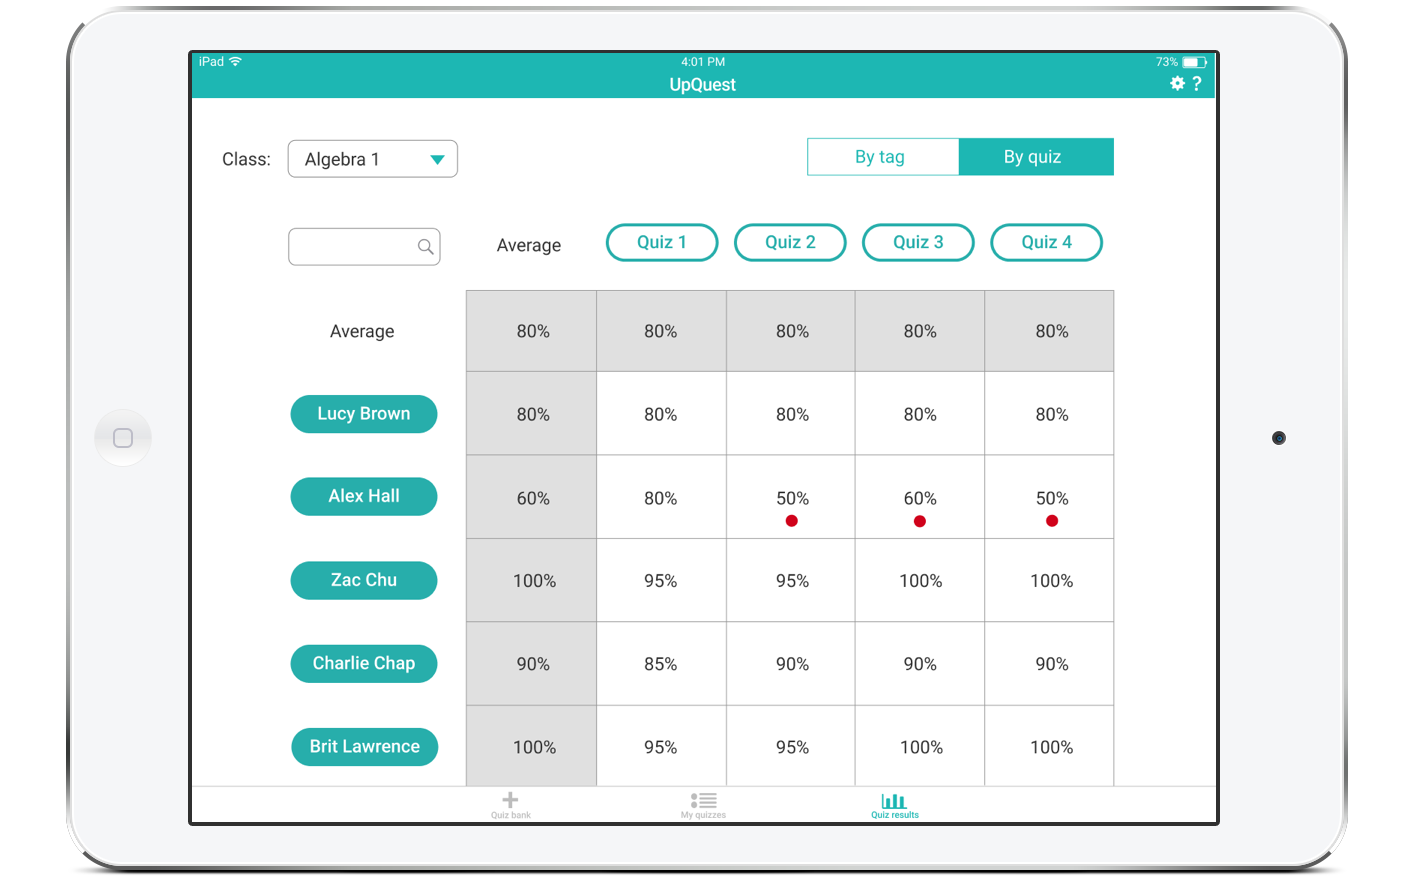 iPad 4:01 PM 73%
UpQuest ?
Class: Algebra 1 By tag By quiz
Average Quiz 1 Quiz 2 Quiz 3 Quiz 4
Average 80% 80% 80% 80% 80%
Lucy Brown 80% 80% 80% 80% 80%
Alex Hall 60% 80% 50% 60% 50%
Zac Chu 100% 95% 95% 100% 100%
Charlie Chap 90% 85% 90% 90% 90%
Brit Lawrence 100% 95% 95% 100% 100%
Quiz bank My quizzes Quiz results